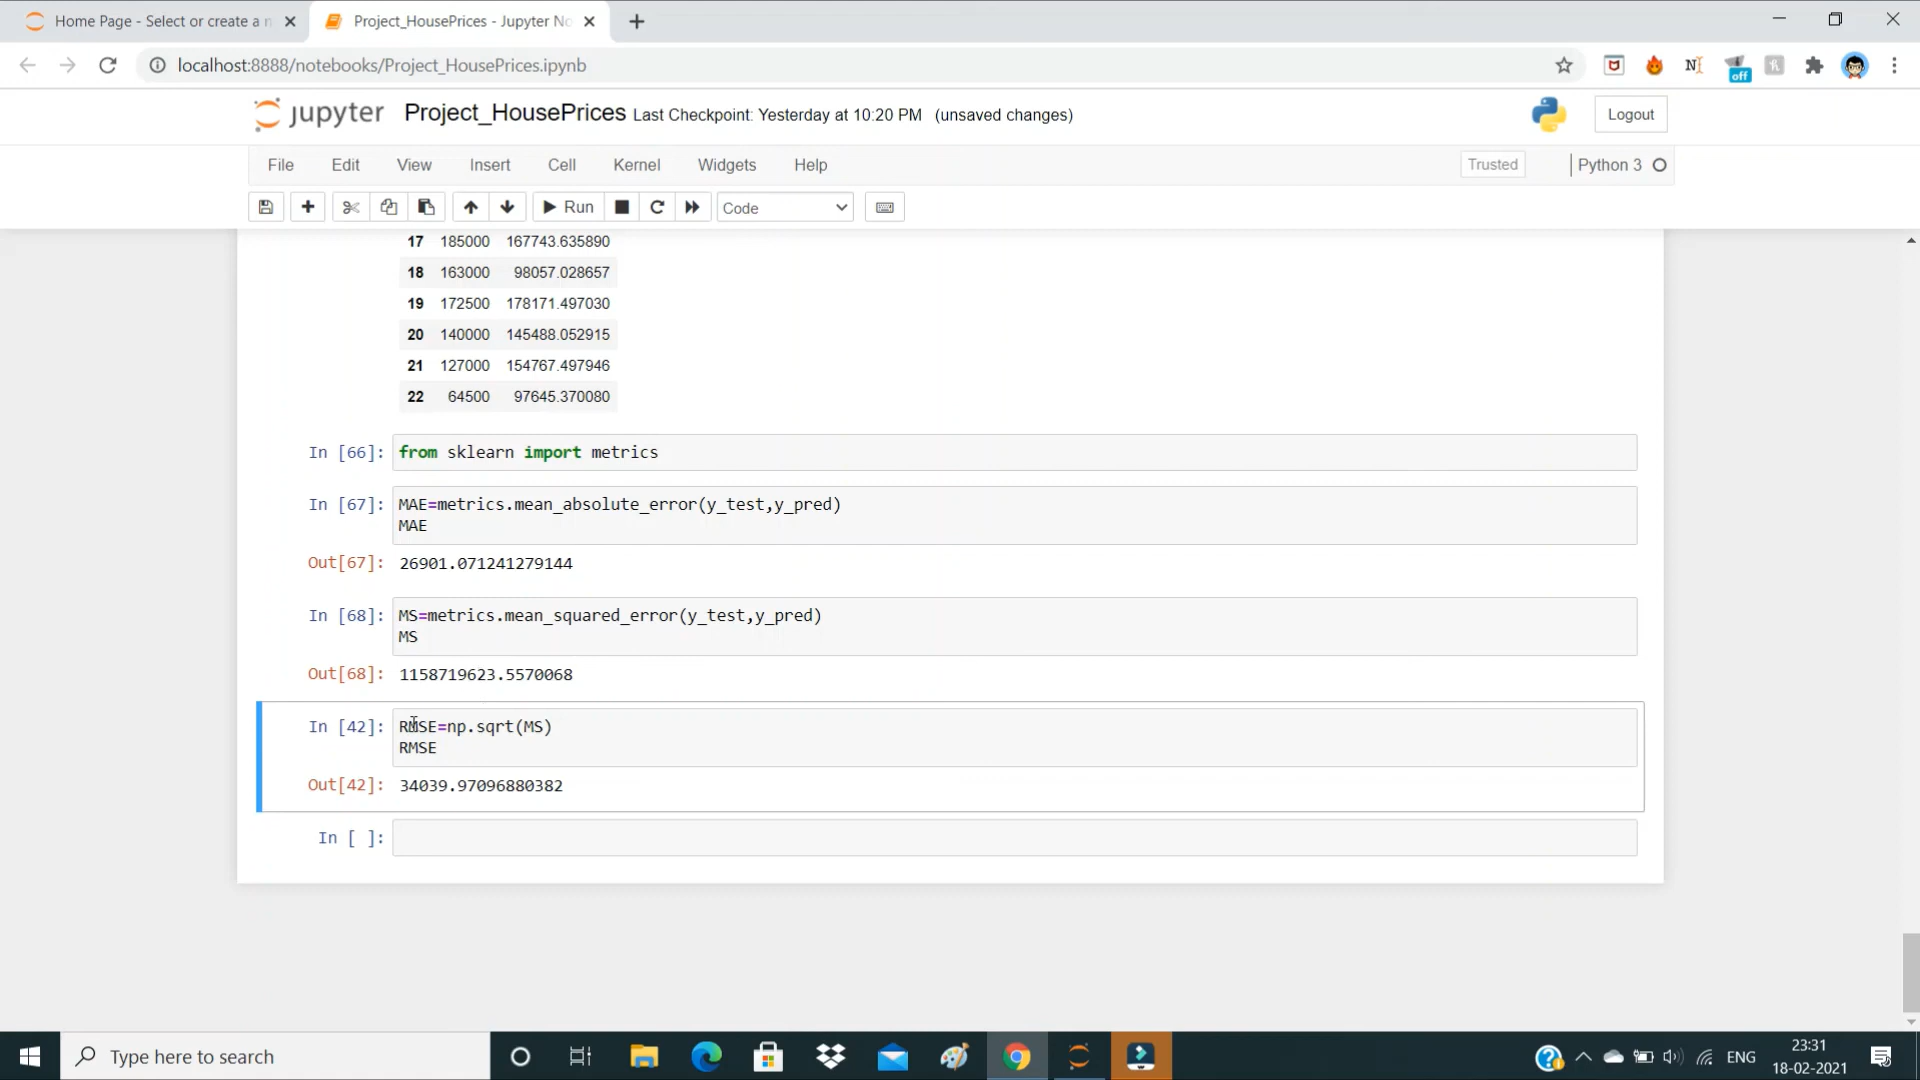 Home Page - Select or create a n
Project_HousePrices - Jupyter No
localhost:8888/notebooks/Project_HousePrices.ipynb
off
jupyter Project_HousePrices Last Checkpoint: Yesterday at 10:20 PM (unsaved changes)
Logout
File Edit View Insert Cell Kernel Widgets Help
Trusted
Python 3
Run
Code
17 185000 167743.635890
18 163000 98057.028657
19 172500 178171.497030
20 140000 145488.052915
21 127000 154767.497946
22 64500 97645.370080
In [66]: from sklearn import metrics
In [67]: MAE=metrics.mean_absolute_error(y_test,y_pred)
MAE
Out[67]: 26901.071241279144
In [68]: MS=metrics.mean_squared_error(y_test,y_pred)
MS
Out[68]: 1158719623.5570068
In [42]: RMSE=np.sqrt(MS)
RMSE
Out[42]: 34039.97096880382
In [ ]:
Type here to search
ENG
23:31
18-02-2021